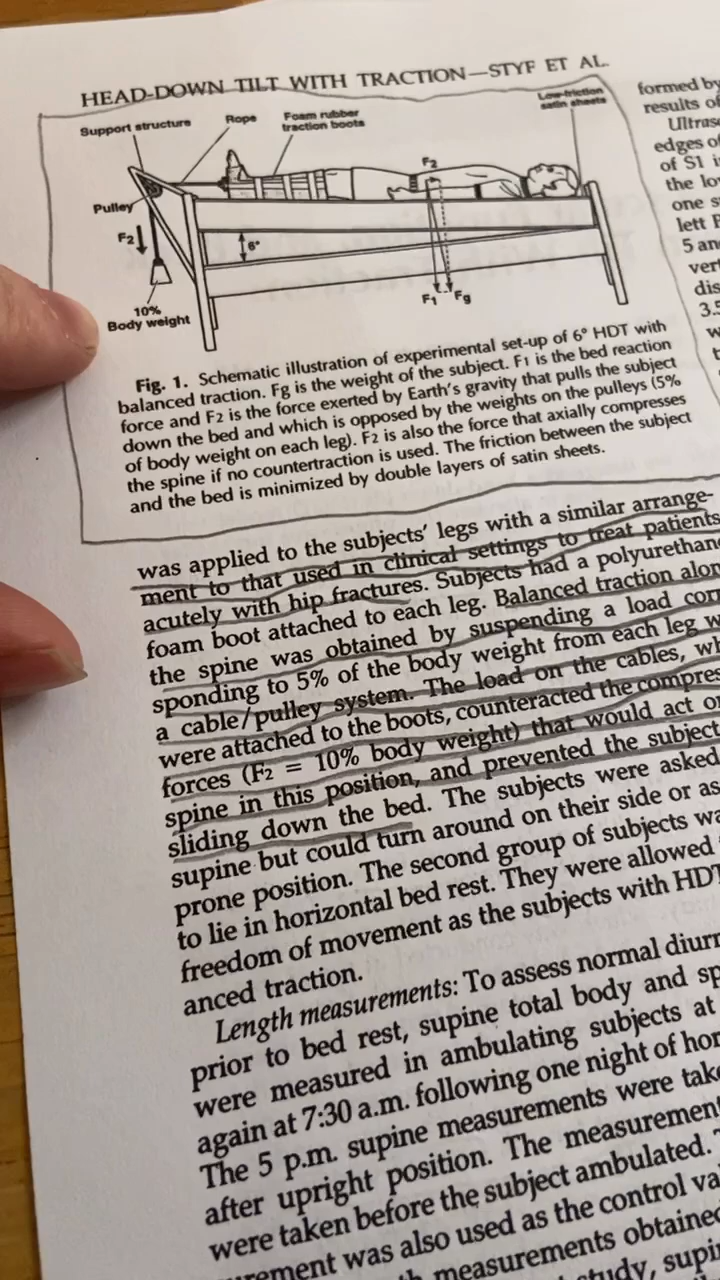 HEAD-DOWN TILT WITH TRACTION—STYF ET AL.
Support structure
Rope
Foam rubber
traction boots
Low-friction
satin sheets
F2
Pulley
F2
6°
10%
Body weight
F1
Fg
Fig. 1. Schematic illustration of experimental set-up of 6° HDT with
balanced traction. Fg is the weight of the subject. F1 is the bed reaction
force and F2 is the force exerted by Earth's gravity that pulls the subject
down the bed and which is opposed by the weights on the pulleys (5%
of body weight on each leg). F2 is also the force that axially compresses
the spine if no countertraction is used. The friction between the subject
and the bed is minimized by double layers of satin sheets.
was applied to the subjects' legs with a similar arrange-
ment to that used in clinical settings to treat patients
acutely with hip fractures. Subjects had a polyurethan
foam boot attached to each leg. Balanced traction alon
the spine was obtained by suspending a load corr
sponding to 5% of the body weight from each leg w
a cable/pulley system. The load on the cables, wh
were attached to the boots, counteracted the compres
forces (F2 = 10% body weight) that would act o
spine in this position, and prevented the subject
sliding down the bed. The subjects were asked
supine but could turn around on their side or as
prone position. The second group of subjects wa
to lie in horizontal bed rest. They were allowed
freedom of movement as the subjects with HDT
anced traction.
Length measurements: To assess normal diurn
prior to bed rest, supine total body and sp
were measured in ambulating subjects at
again at 7:30 a.m. following one night of hor
The 5 p.m. supine measurements were take
after upright position. The measurement
were taken before the subject ambulated.
urement was also used as the control va
measurements obtained
study, supi
formed by
results of
Ultraso
edges of
of S1 i
the lo
one s
lett P
5 an
vert
dis
3.5
w
t